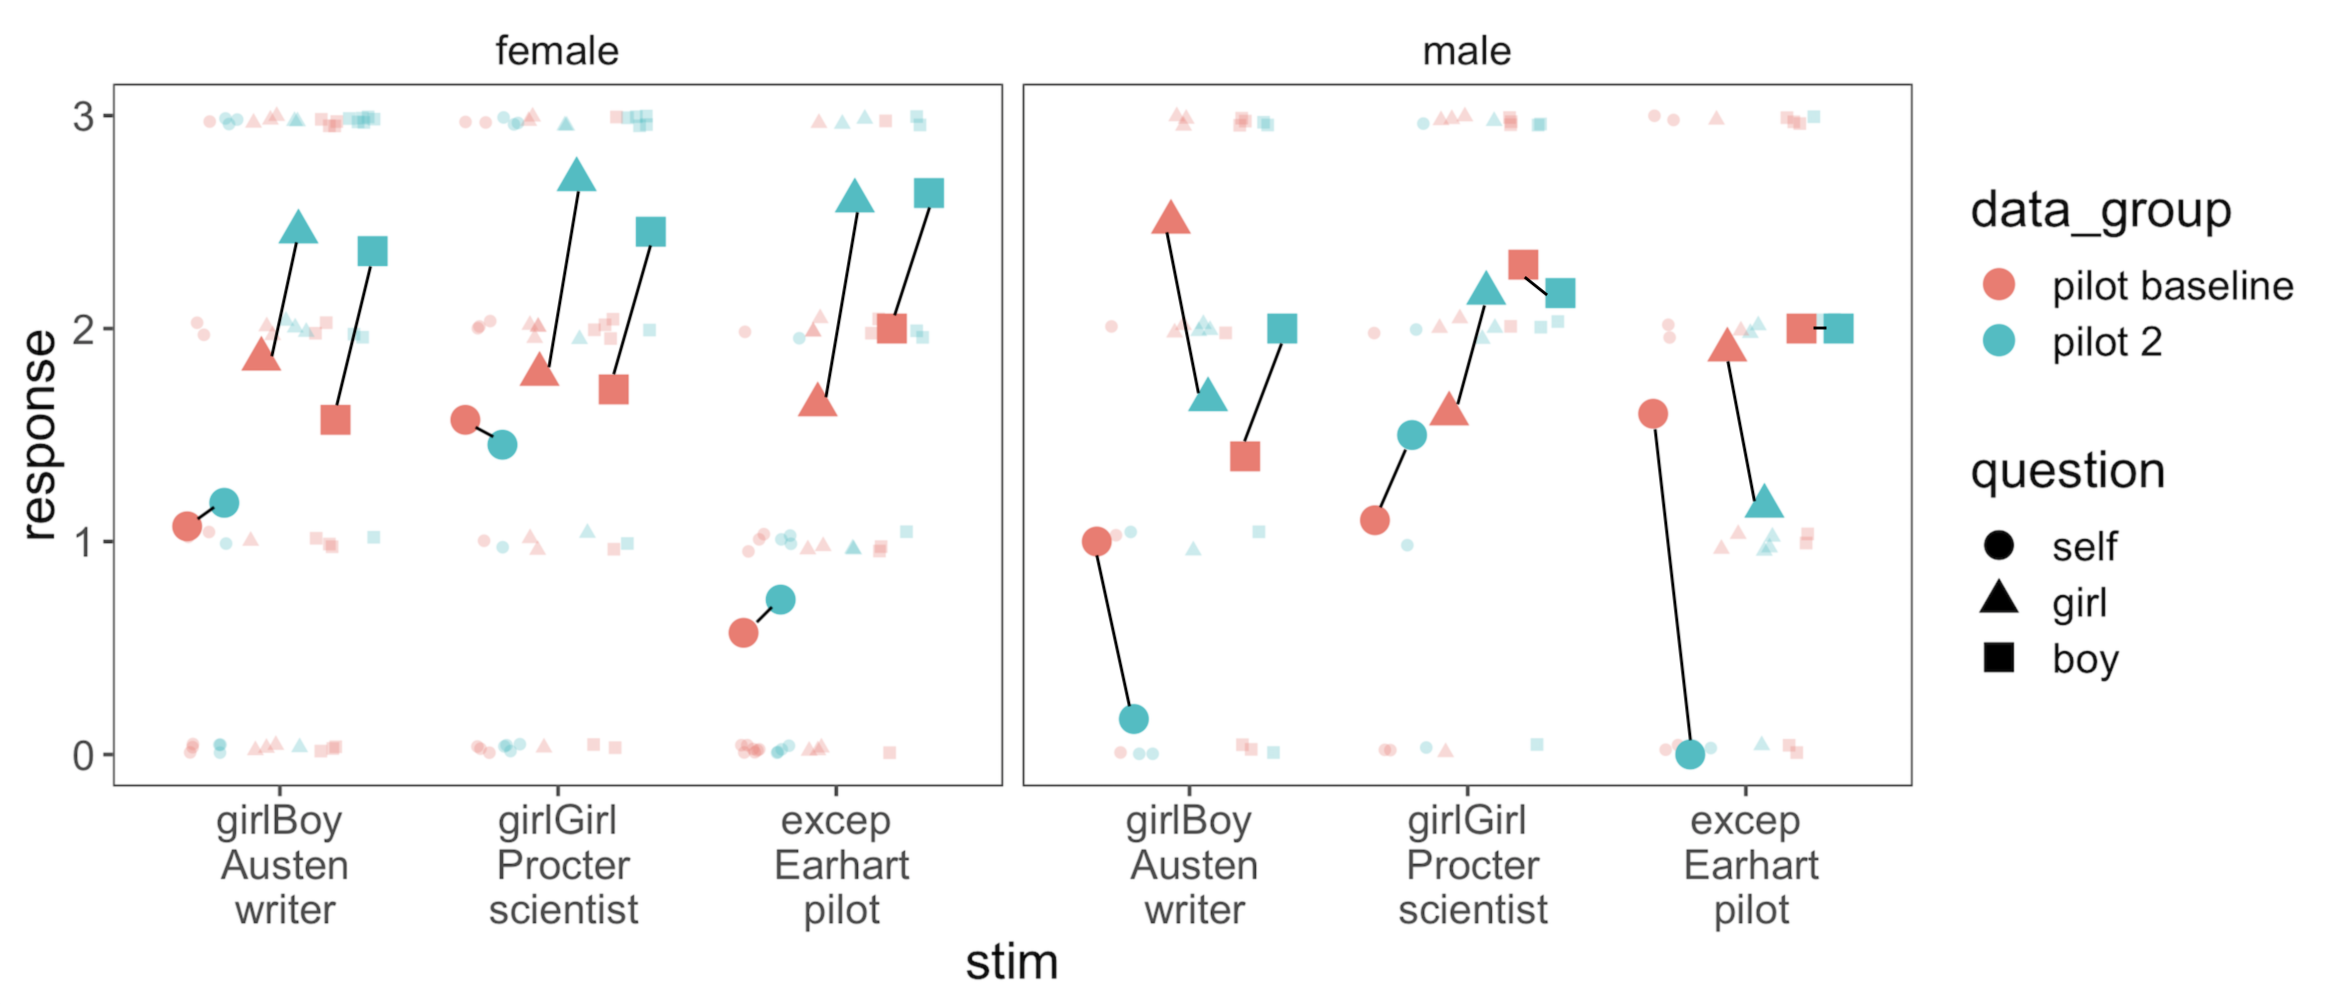 female
male
3
2
1
0
response
girlBoy
Austen
writer
girlGirl
Procter
scientist
excep
Earhart
pilot
girlBoy
Austen
writer
girlGirl
Procter
scientist
excep
Earhart
pilot
stim
data_group
pilot baseline
pilot 2
question
self
girl
boy